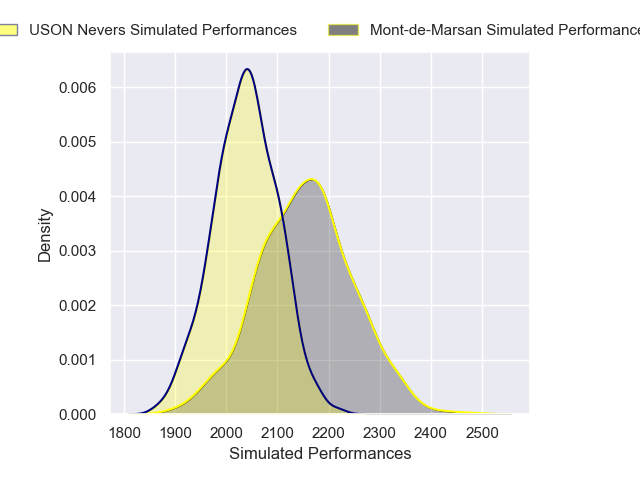 USON Nevers Simulated Performances Mont-de-Marsan Simulated Performance
0.006
0.005
0.004
0.003
0.002
0.001
0.000
Density
1800 1900 2000 2100 2200 2300 2400 2500
Simulated Performances